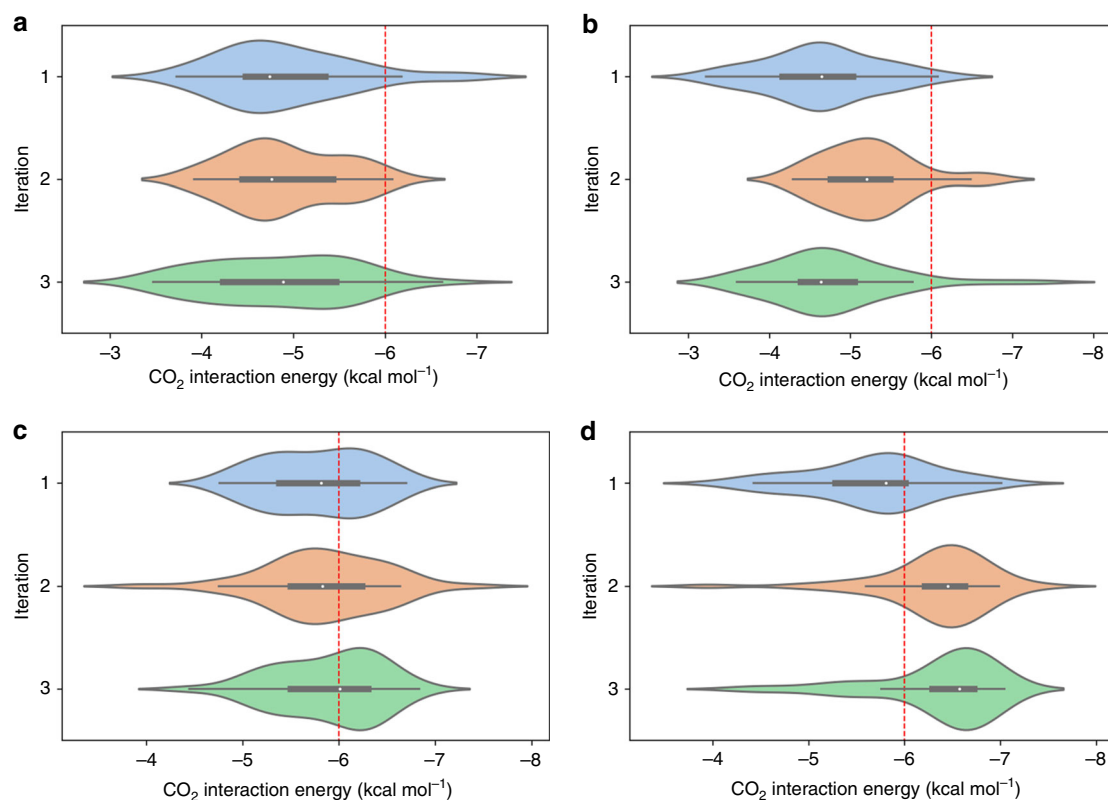 a
Iteration
1
2
3
–3 –4 –5 –6 –7
CO₂ interaction energy (kcal mol⁻¹)
b
Iteration
1
2
3
–3 –4 –5 –6 –7 –8
CO₂ interaction energy (kcal mol⁻¹)
c
Iteration
1
2
3
–4 –5 –6 –7 –8
CO₂ interaction energy (kcal mol⁻¹)
d
Iteration
1
2
3
–4 –5 –6 –7 –8
CO₂ interaction energy (kcal mol⁻¹)